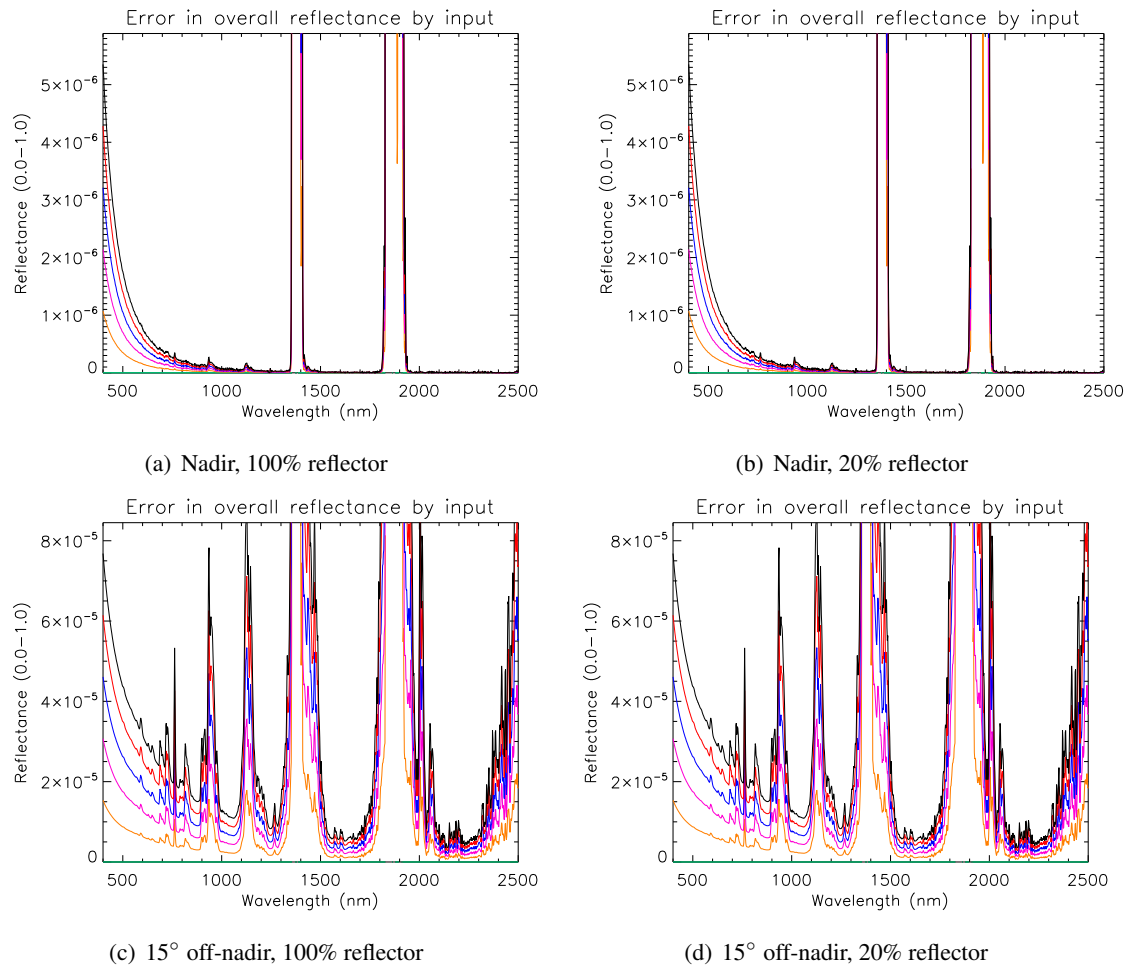 Error in overall reflectance by input
Reflectance (0.0−1.0)
5×10⁻⁶
4×10⁻⁶
3×10⁻⁶
2×10⁻⁶
1×10⁻⁶
0
500 1000 1500 2000 2500
Wavelength (nm)
(a) Nadir, 100% reflector
Error in overall reflectance by input
Reflectance (0.0−1.0)
5×10⁻⁶
4×10⁻⁶
3×10⁻⁶
2×10⁻⁶
1×10⁻⁶
0
500 1000 1500 2000 2500
Wavelength (nm)
(b) Nadir, 20% reflector
Error in overall reflectance by input
Reflectance (0.0−1.0)
8×10⁻⁵
6×10⁻⁵
4×10⁻⁵
2×10⁻⁵
0
500 1000 1500 2000 2500
Wavelength (nm)
(c) 15° off-nadir, 100% reflector
Error in overall reflectance by input
Reflectance (0.0−1.0)
8×10⁻⁵
6×10⁻⁵
4×10⁻⁵
2×10⁻⁵
0
500 1000 1500 2000 2500
Wavelength (nm)
(d) 15° off-nadir, 20% reflector